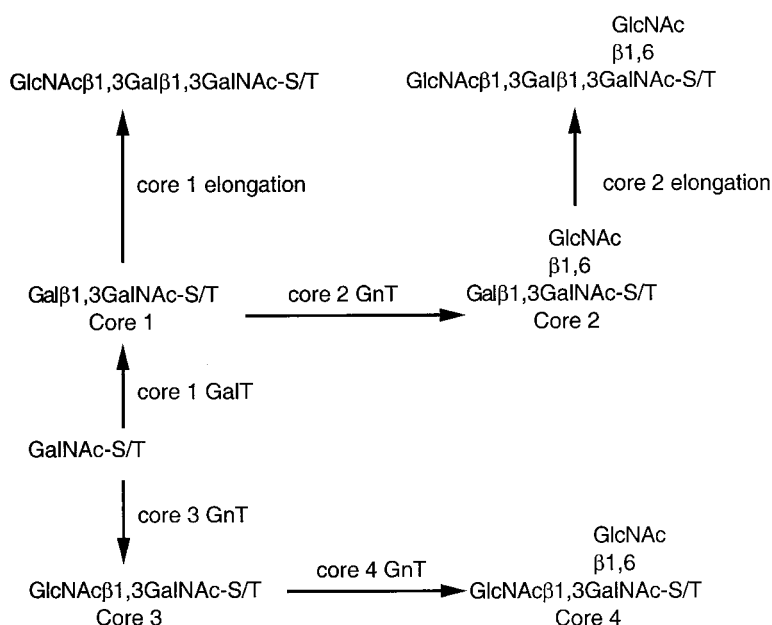 GlcNAc
β1,6
GlcNAcβ1,3Galβ1,3GalNAc-S/T
GlcNAcβ1,3Galβ1,3GalNAc-S/T
core 1 elongation
core 2 elongation
GlcNAc
β1,6
Galβ1,3GalNAc-S/T
Core 1
core 2 GnT
Galβ1,3GalNAc-S/T
Core 2
core 1 GalT
GalNAc-S/T
core 3 GnT
GlcNAc
β1,6
GlcNAcβ1,3GalNAc-S/T
Core 3
core 4 GnT
GlcNAcβ1,3GalNAc-S/T
Core 4